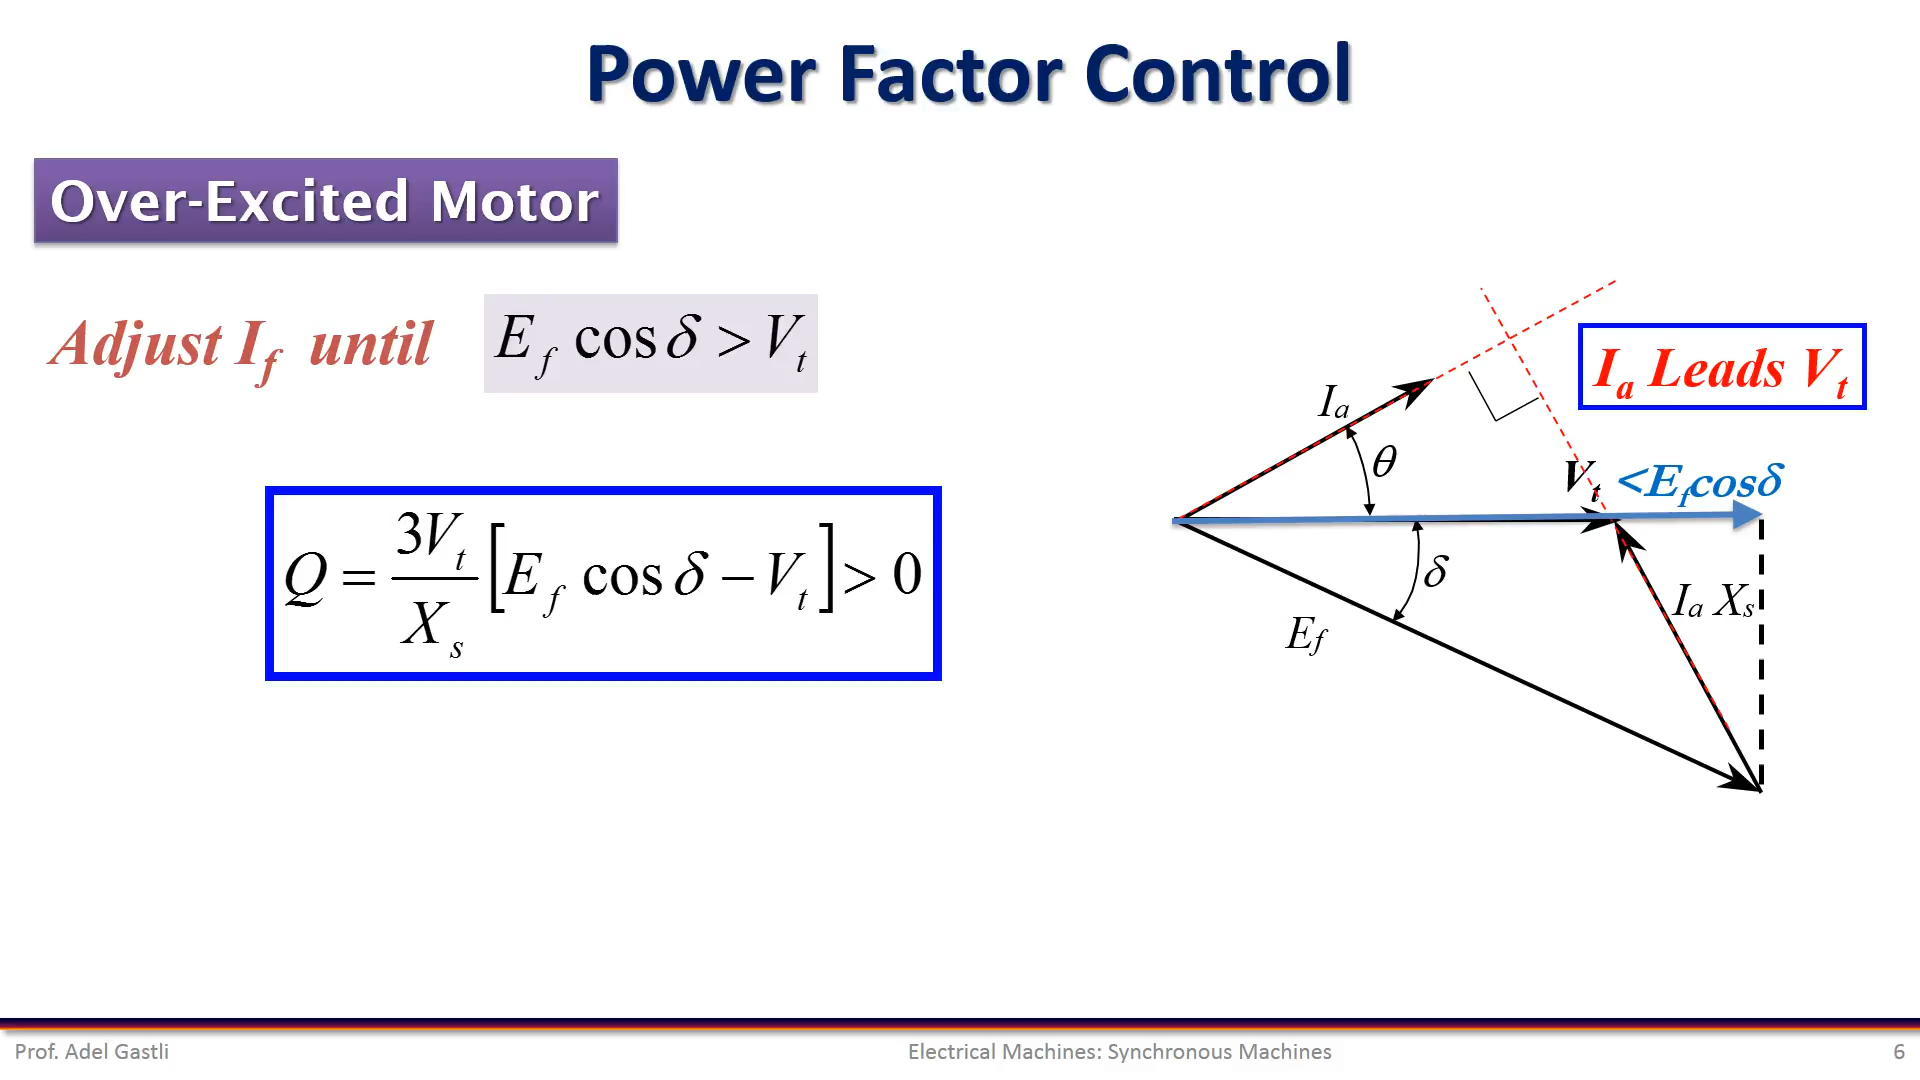 Power Factor Control
Over-Excited Motor
Adjust I_f until E_f cos δ > V_t
Q = 3V_t / X_s [E_f cos δ − V_t] > 0
I_a Leads V_t
I_a
θ
V_t <E_f cosδ
δ
I_a X_s
E_f
Prof. Adel Gastli
Electrical Machines: Synchronous Machines
6